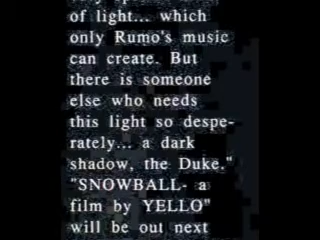 of light... which
only Rumo's music
can create. But
there is someone
else who needs
this light so despe-
rately... a dark
shadow, the Duke."
"SNOWBALL- a
film by YELLO"
will be out next